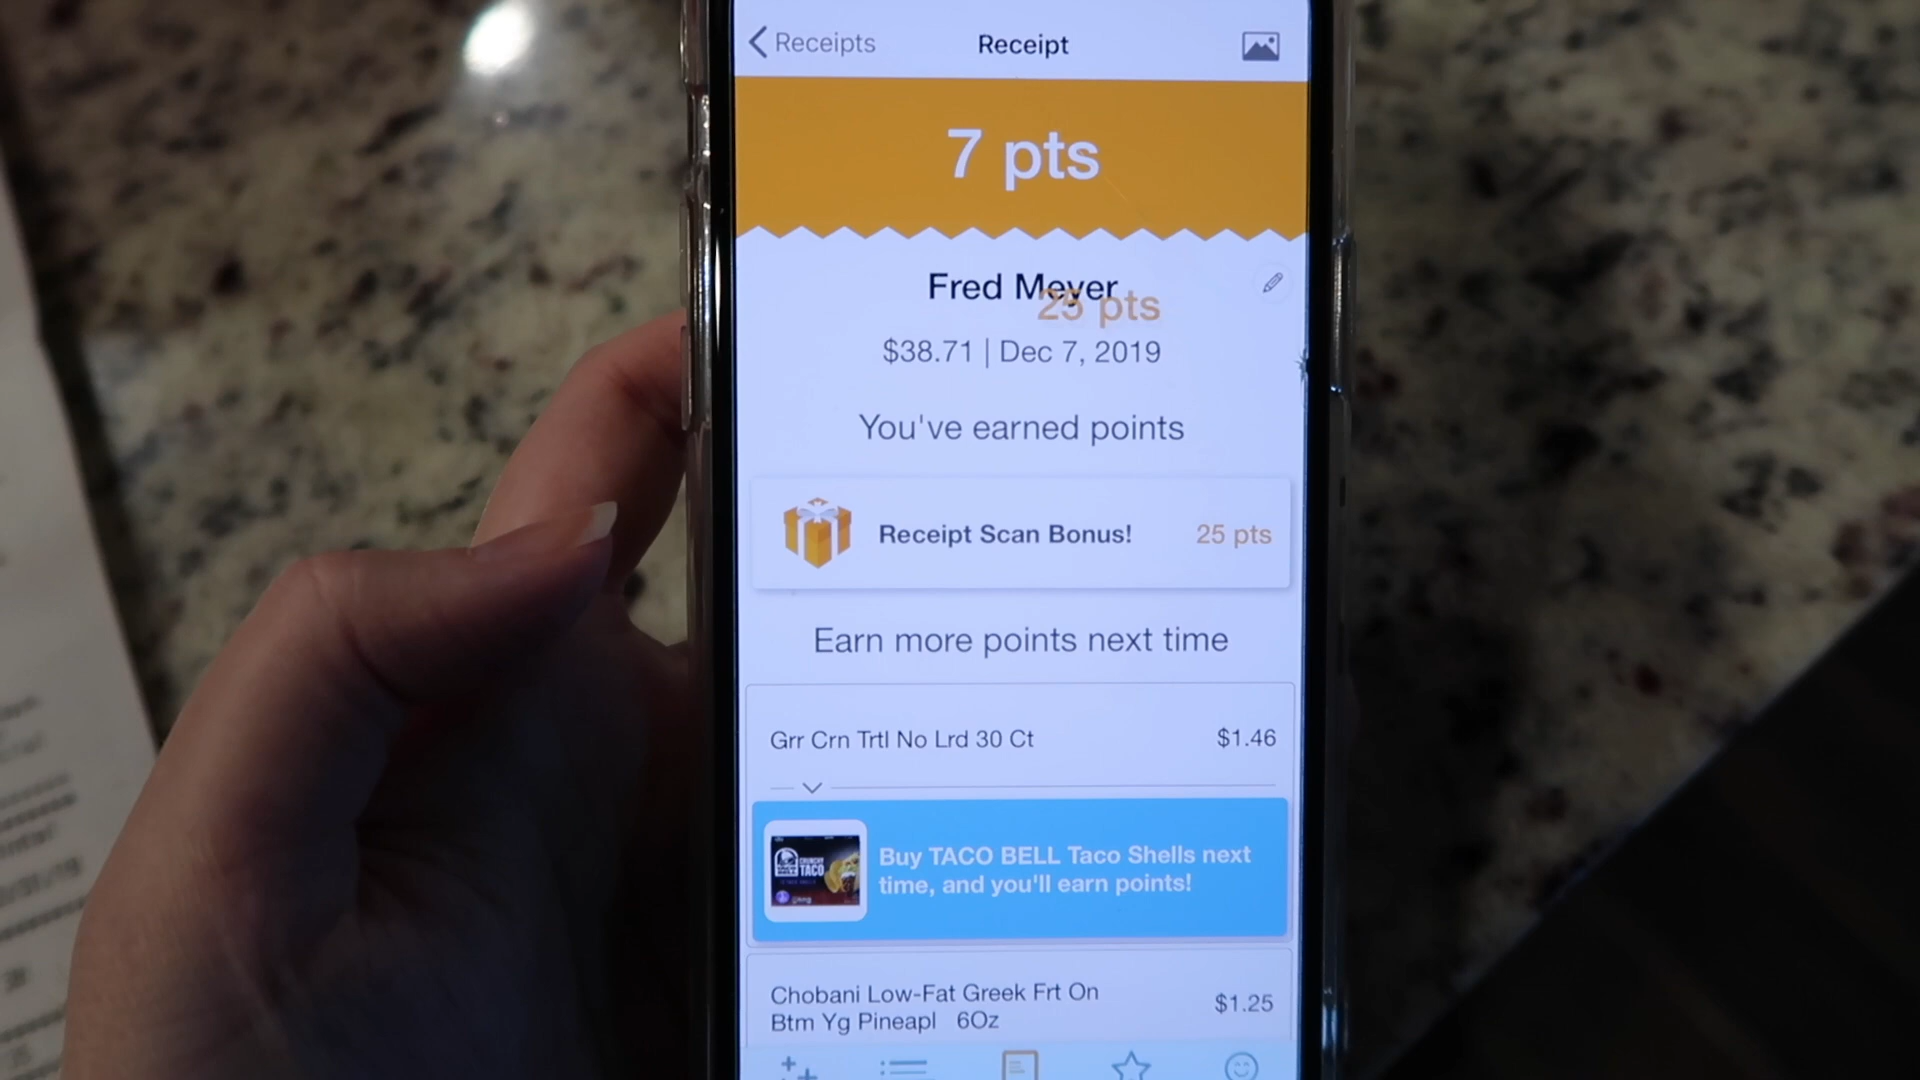 Receipts
Receipt
7 pts
Fred Meyer
25 pts
$38.71 | Dec 7, 2019
You've earned points
Receipt Scan Bonus!
25 pts
Earn more points next time
Grr Crn Trtl No Lrd 30 Ct
$1.46
CRUNCHY
TACO
Buy TACO BELL Taco Shells next
time, and you'll earn points!
Chobani Low-Fat Greek Frt On
Btm Yg Pineapl 6Oz
$1.25